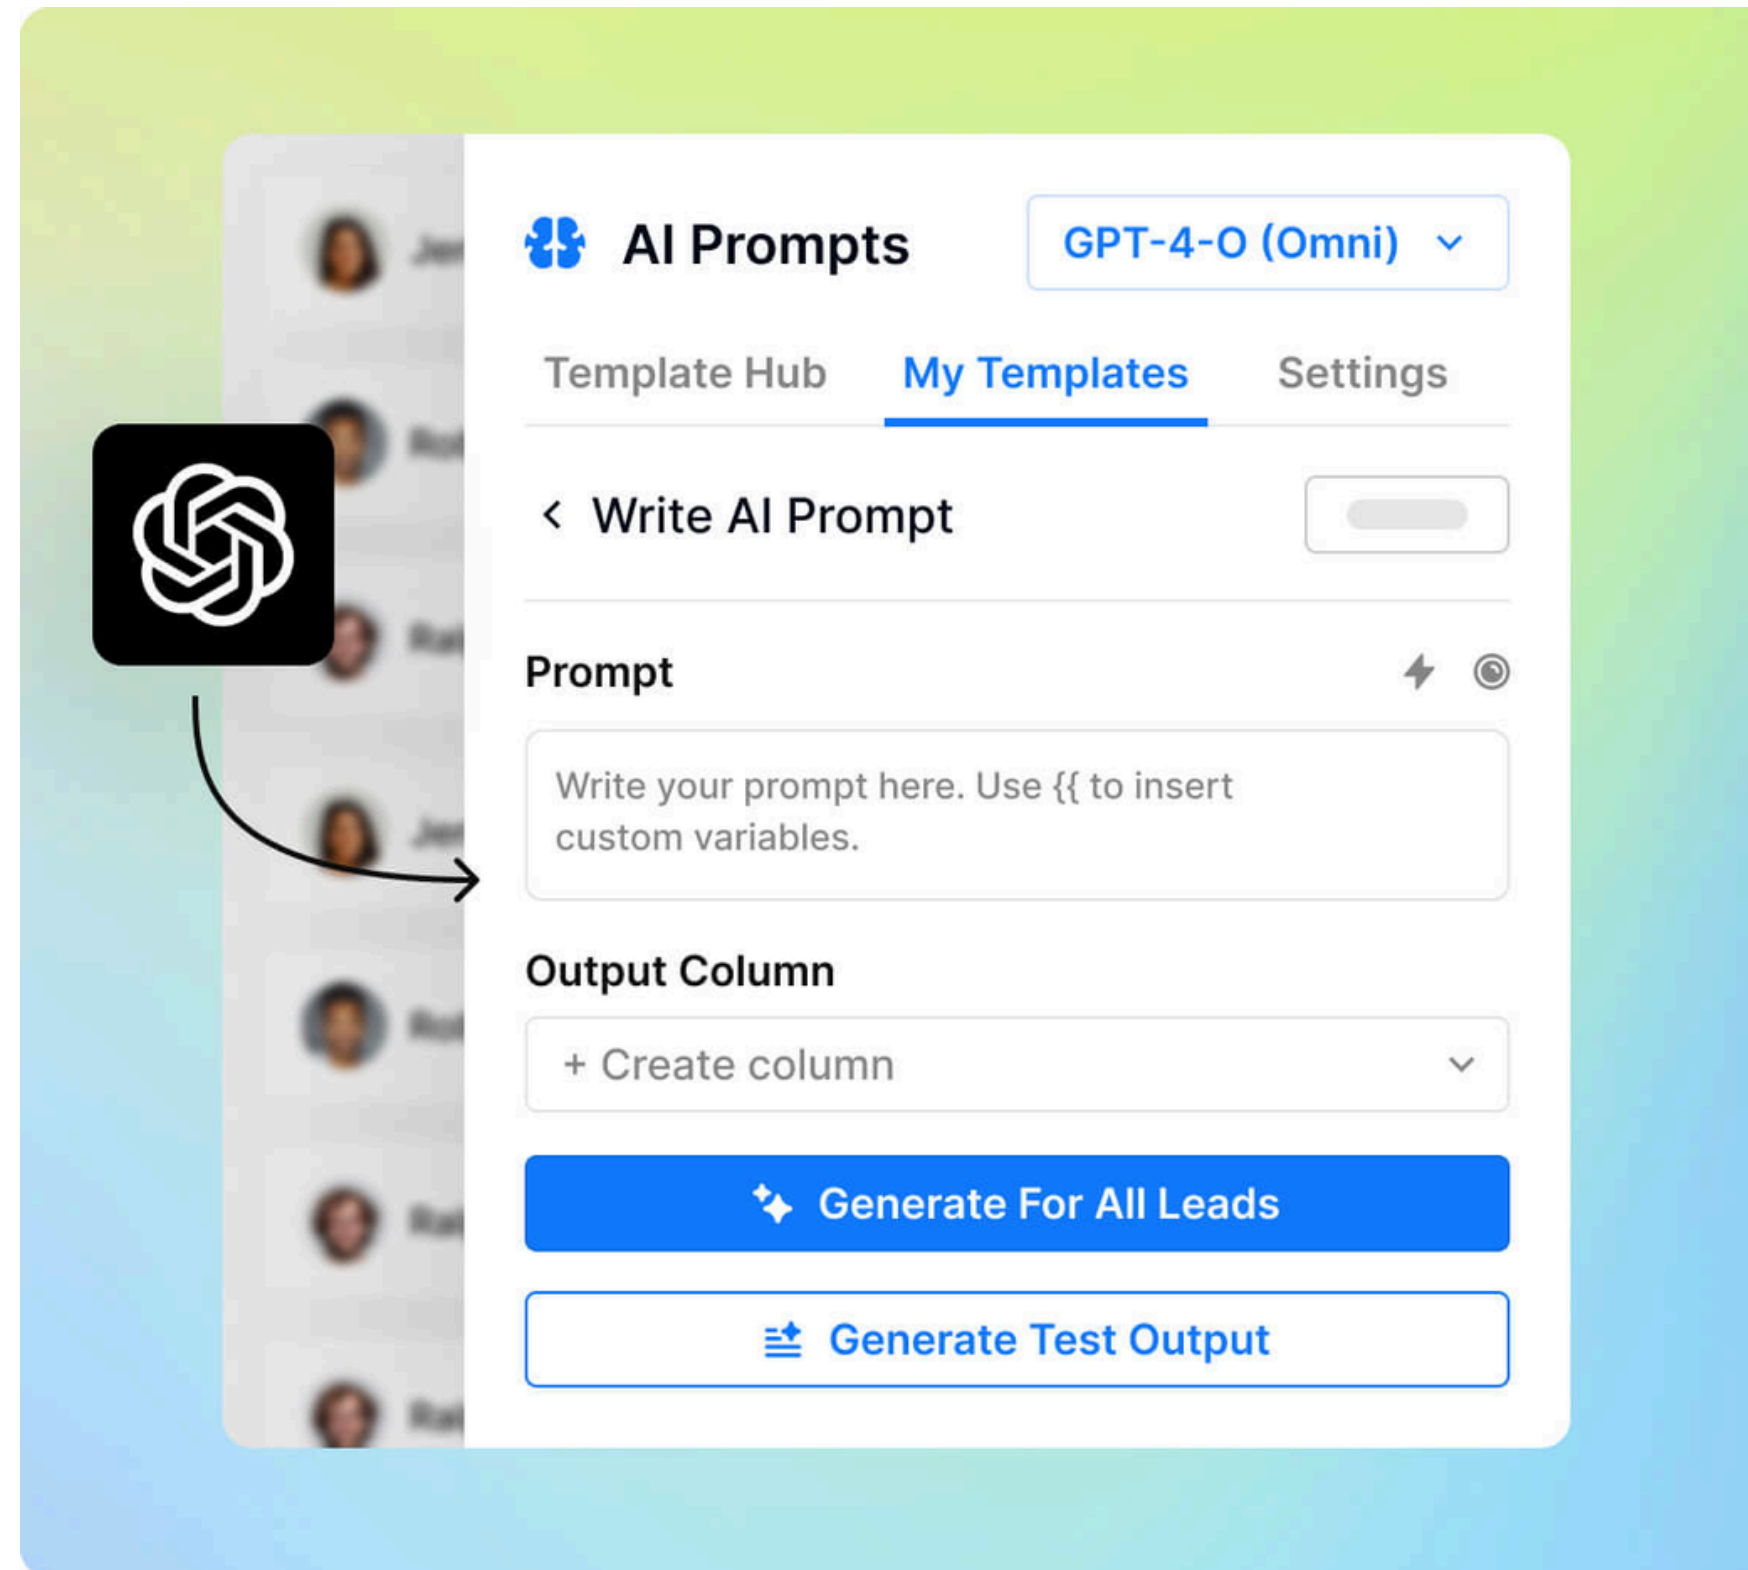 AI Prompts
GPT-4-O (Omni)
Template Hub
My Templates
Settings
Write AI Prompt
Prompt
Write your prompt here. Use {{ to insert
custom variables.
Output Column
+ Create column
Generate For All Leads
Generate Test Output